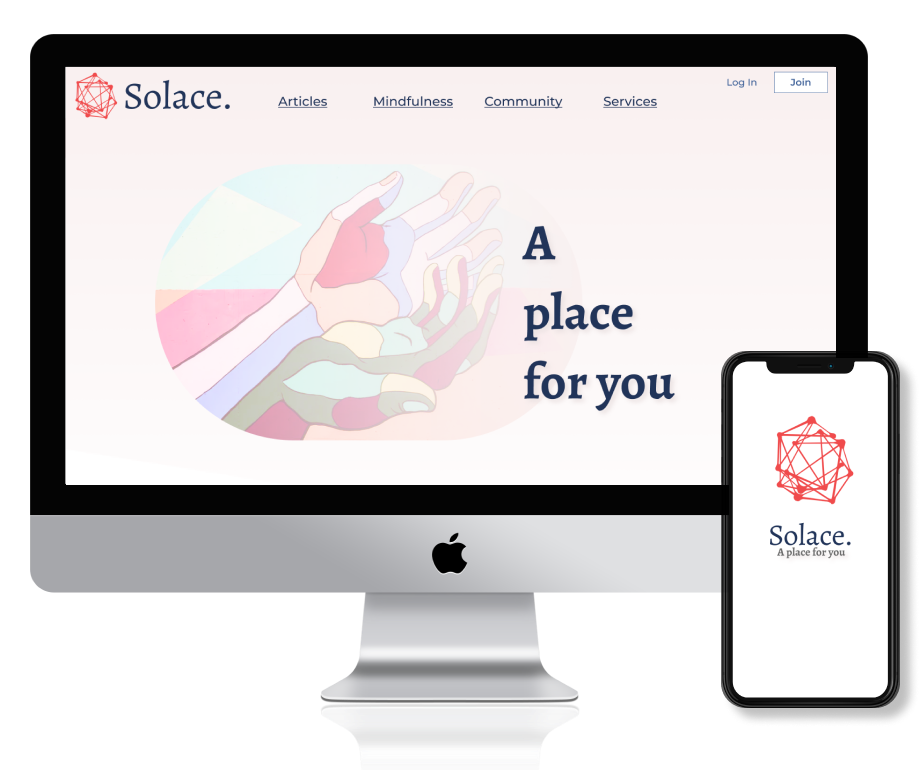 Solace.
Articles Mindfulness Community Services
Log In Join
A
place
for you
Solace.
A place for you